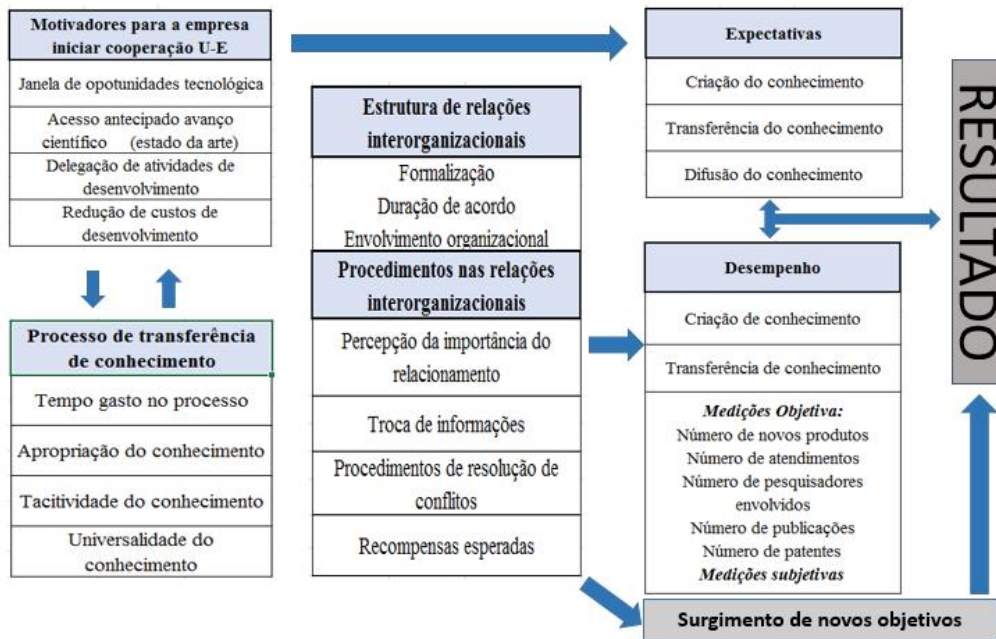 Motivadores para a empresa
iniciar cooperação U-E
Janela de opotunidades tecnológica
Acesso antecipado avanço
científico (estado da arte)
Delegação de atividades de
desenvolvimento
Redução de custos de
desenvolvimento
Processo de transferência
de conhecimento
Tempo gasto no processo
Apropriação do conhecimento
Tacitividade do conhecimento
Universalidade do
conhecimento
Estrutura de relações
interorganizacionais
Formalização
Duração de acordo
Envolvimento organizacional
Procedimentos nas relações
interorganizacionais
Percepção da importância do
relacionamento
Troca de informações
Procedimentos de resolução de
conflitos
Recompensas esperadas
Expectativas
Criação do conhecimento
Transferência do conhecimento
Difusão do conhecimento
Desempenho
Criação de conhecimento
Transferência de conhecimento
Medições Objetiva:
Número de novos produtos
Número de atendimentos
Número de pesquisadores
envolvidos
Número de publicações
Número de patentes
Medições subjetivas
Surgimento de novos objetivos
RESULTADO